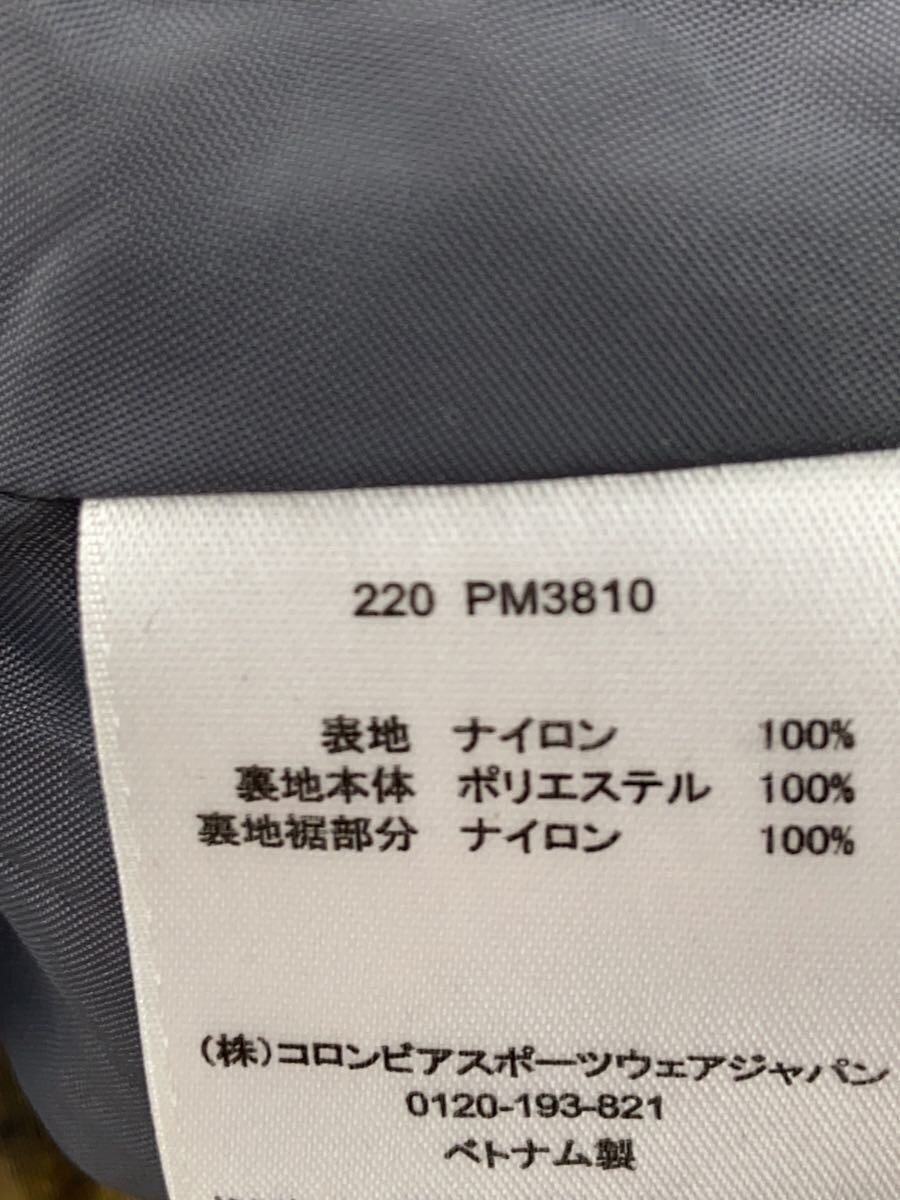 220 PM3810
表地 ナイロン 100%
裏地本体 ポリエステル 100%
裏地裾部分 ナイロン 100%
(株)コロンビアスポーツウェアジャパン
0120-193-821
ベトナム製